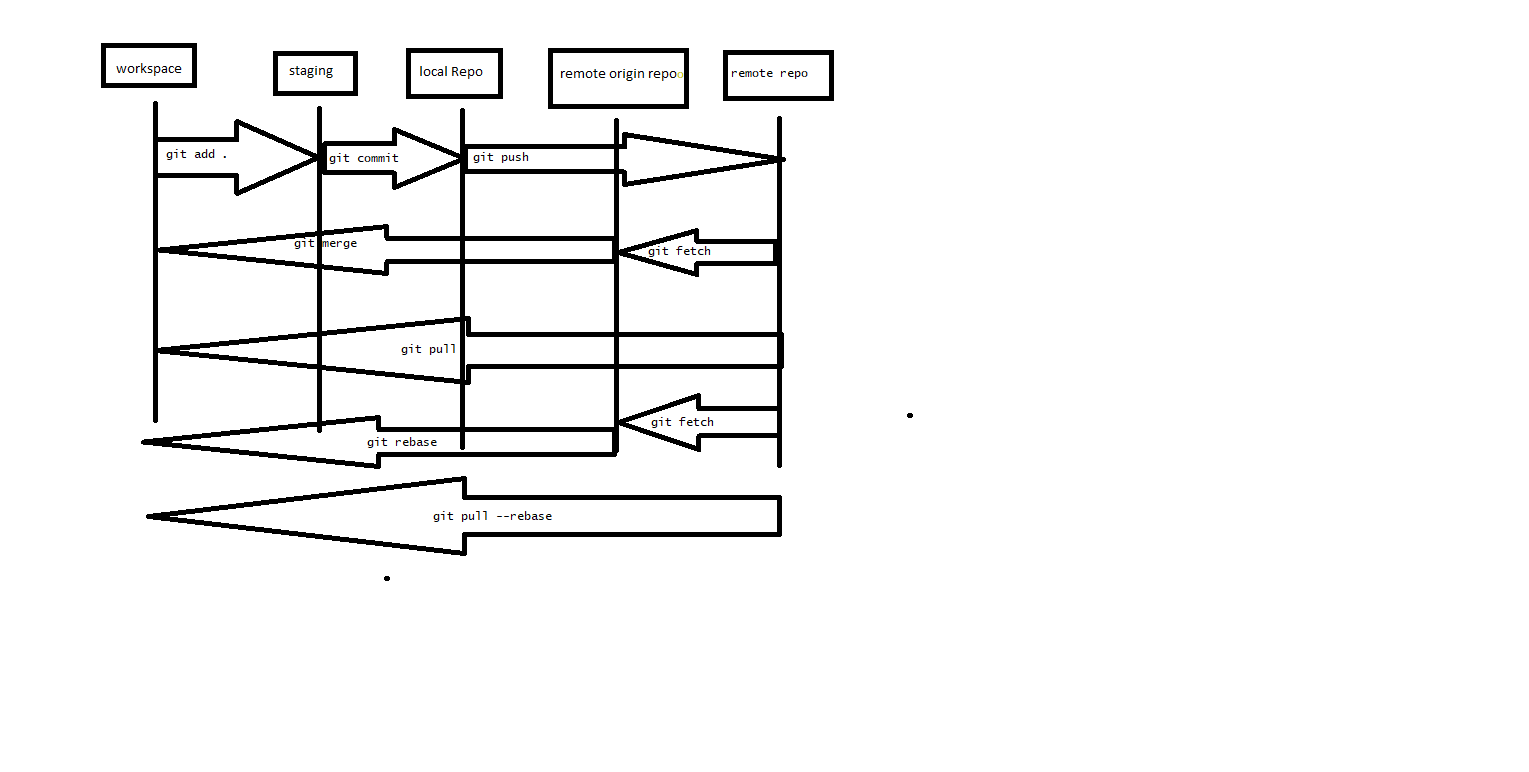 workspace
staging
local Repo
remote origin repo
remote repo
git add .
git commit
git push
git merge
git fetch
git pull
git fetch
git rebase
git pull --rebase